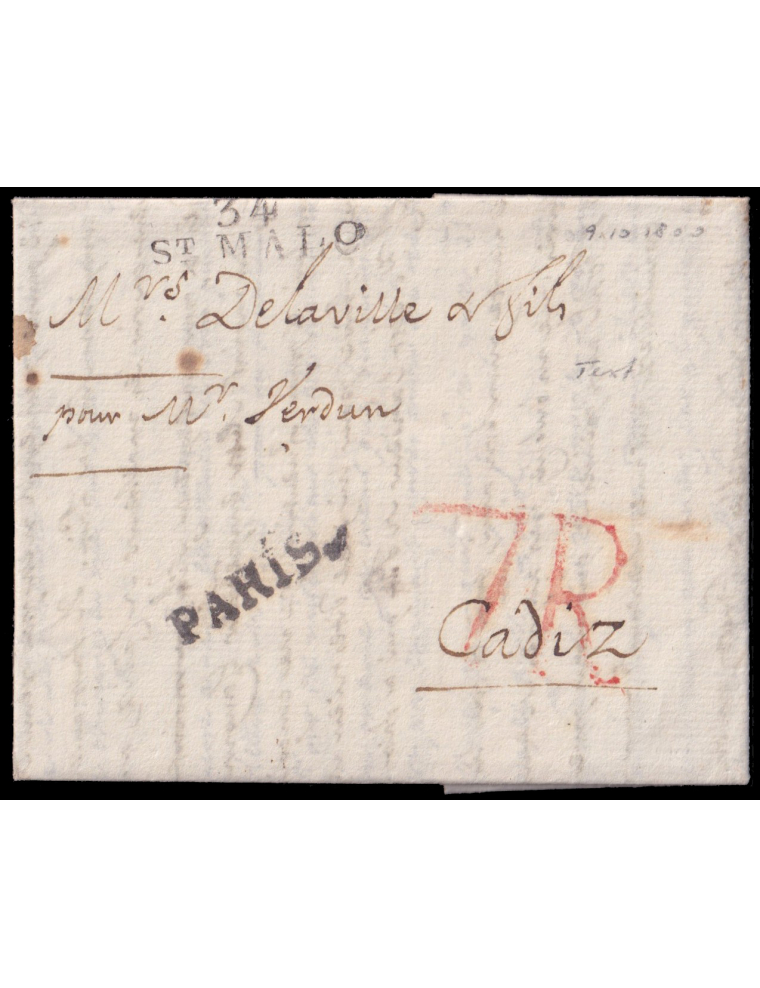 34
ST MALO
9.10.1800
Mrs. Delaville & fils
Text
pour Mr. Verdun
PARIS
7R
Cadiz